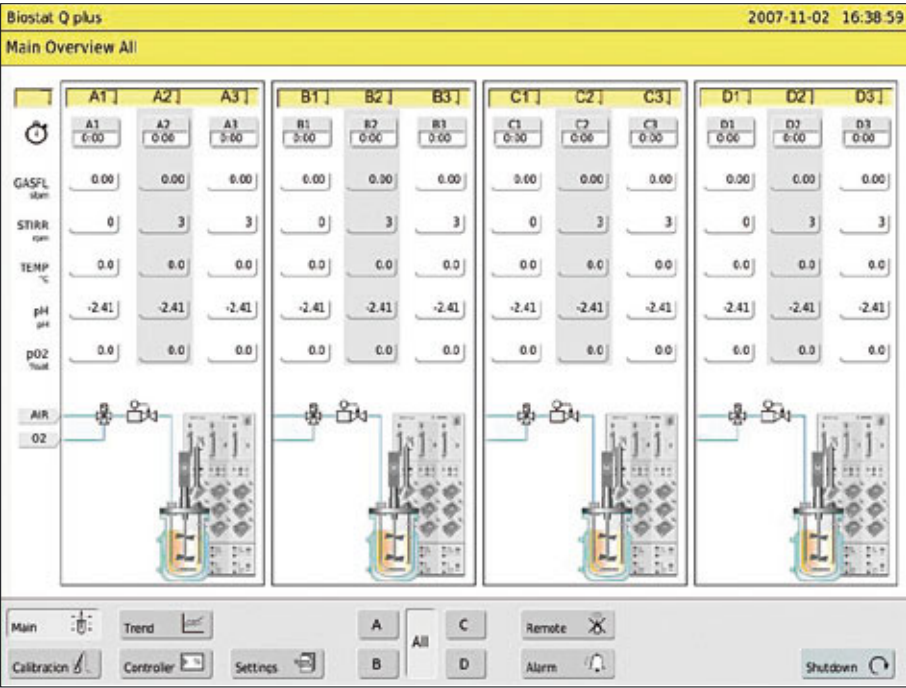 Biostat Q plus 2007-11-02 16:38:59
Main Overview All
A1 A2 A3 B1 B2 B3 C1 C2 C3 D1 D2 D3
A1 A2 A3 B1 B2 B3 C1 C2 C3 D1 D2 D3
0:00 0:00 0:00 0:00 0:00 0:00 0:00 0:00 0:00 0:00 0:00 0:00
GASFL 0.00 0.00 0.00 0.00 0.00 0.00 0.00 0.00 0.00 0.00 0.00 0.00
STIRR 0 3 3 0 3 3 0 3 3 0 3 3
rpm
TEMP 0.0 0.0 0.0 0.0 0.0 0.0 0.0 0.0 0.0 0.0 0.0 0.0
°C
pH -2.41 -2.41 -2.41 -2.41 -2.41 -2.41 -2.41 -2.41 -2.41 -2.41 -2.41 -2.41
pH
pO2 0.0 0.0 0.0 0.0 0.0 0.0 0.0 0.0 0.0 0.0 0.0 0.0
AIR
O2
Main Trend A All C Remote
Calibration Controller Settings B D Alarm Shutdown